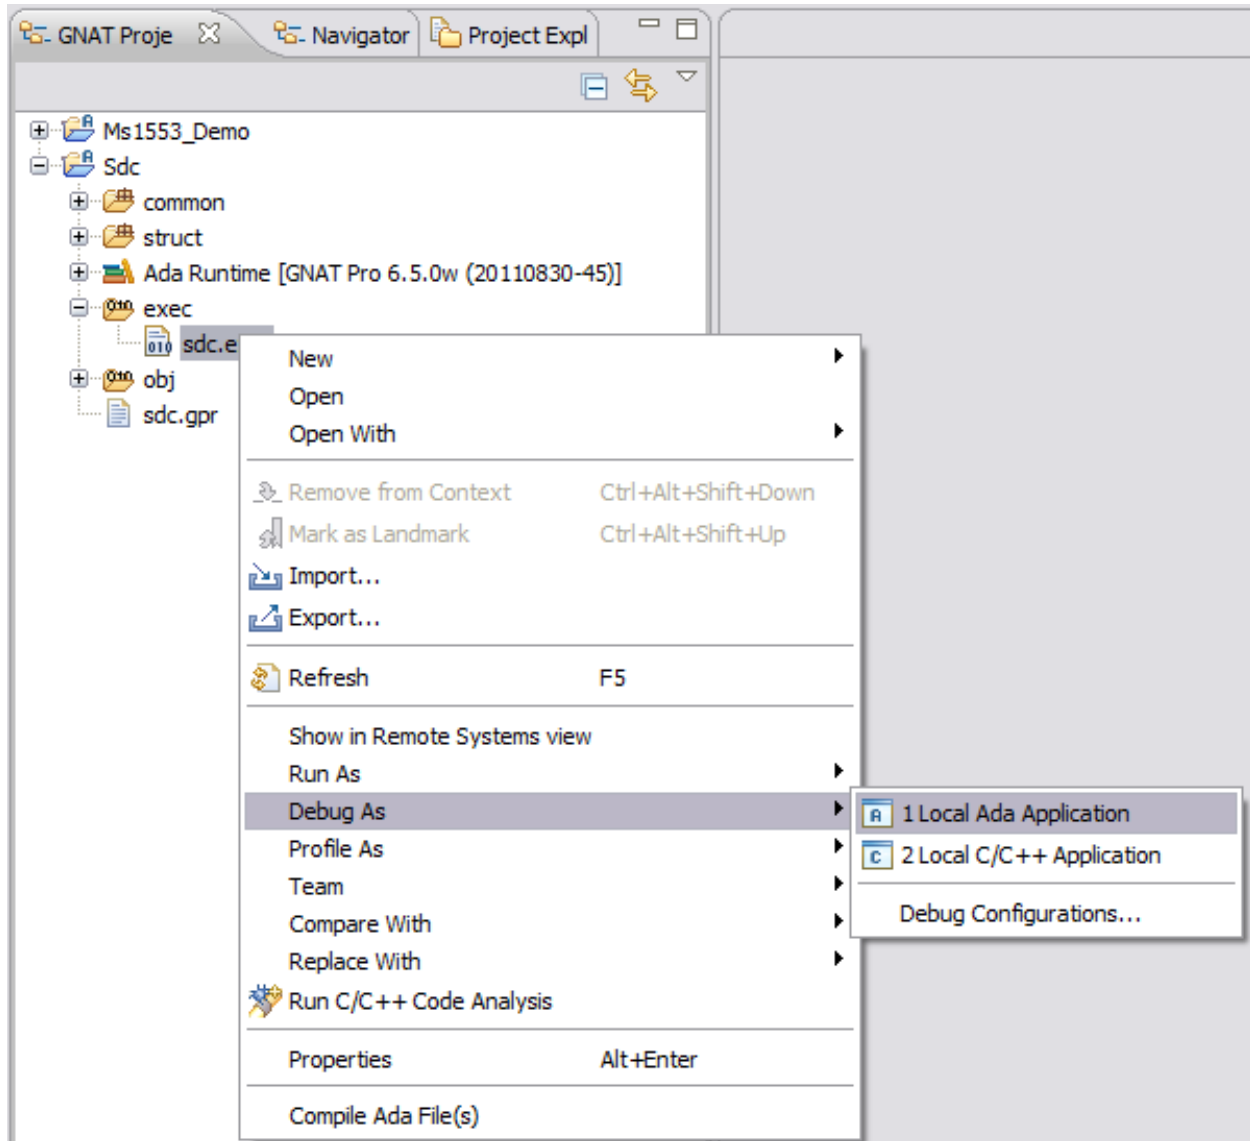 GNAT Proje
Navigator
Project Expl
Ms1553_Demo
Sdc
common
struct
Ada Runtime [GNAT Pro 6.5.0w (20110830-45)]
exec
sdc.e
obj
sdc.gpr
New
Open
Open With
Remove from Context Ctrl+Alt+Shift+Down
Mark as Landmark Ctrl+Alt+Shift+Up
Import...
Export...
Refresh F5
Show in Remote Systems view
Run As
Debug As
Profile As
Team
Compare With
Replace With
Run C/C++ Code Analysis
Properties Alt+Enter
Compile Ada File(s)
1 Local Ada Application
2 Local C/C++ Application
Debug Configurations...